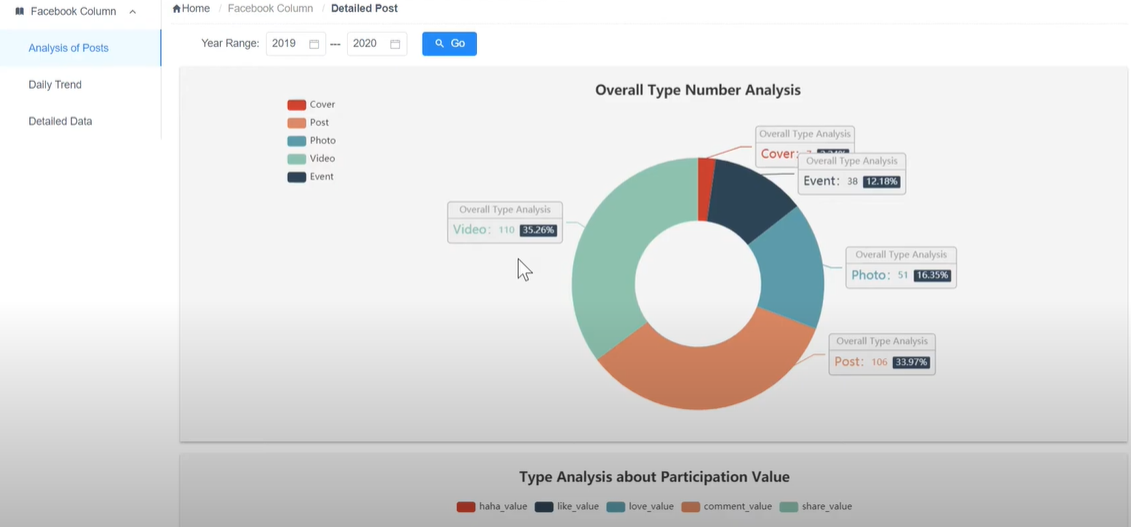 Facebook Column
Home / Facebook Column / Detailed Post
Analysis of Posts
Daily Trend
Detailed Data
Year Range: 2019 --- 2020 Go
Overall Type Number Analysis
Cover
Post
Photo
Video
Event
Overall Type Analysis
Cover:
Overall Type Analysis
Event: 38 12.18%
Overall Type Analysis
Video: 110 35.26%
Overall Type Analysis
Photo: 51 16.35%
Overall Type Analysis
Post: 106 33.97%
Type Analysis about Participation Value
haha_value like_value love_value comment_value share_value